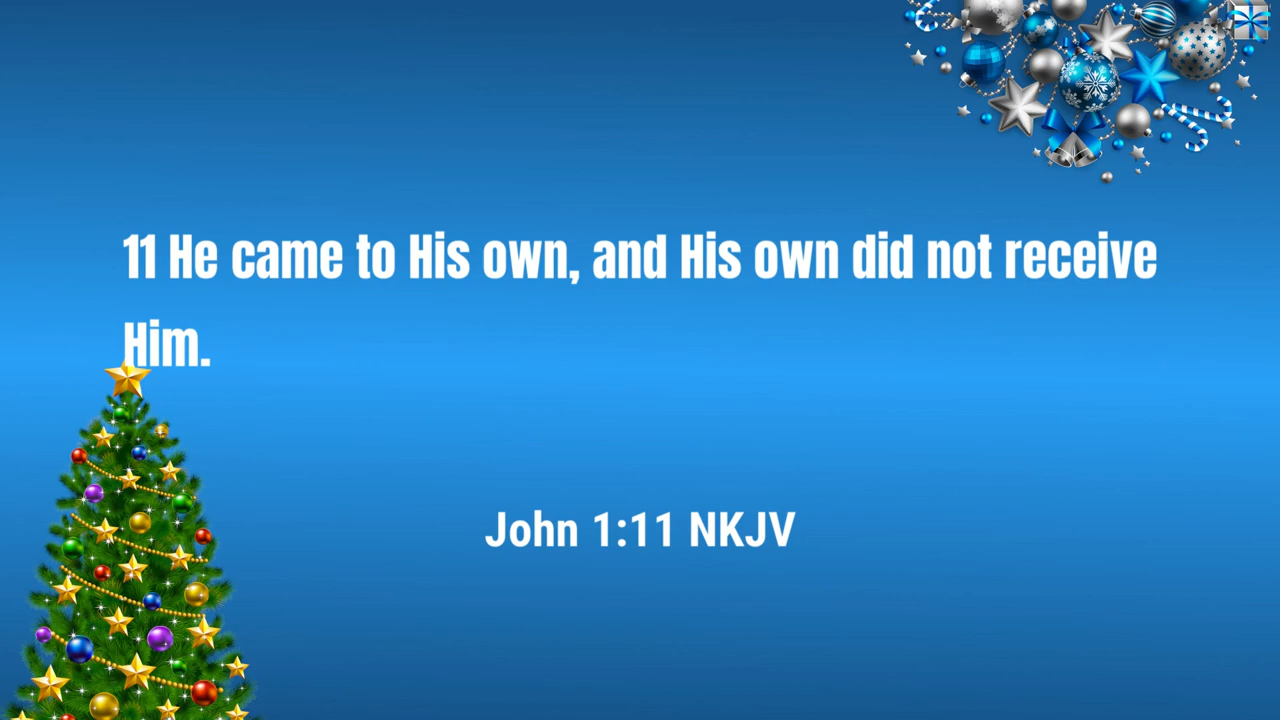 11 He came to His own, and His own did not receive
Him.
John 1:11 NKJV